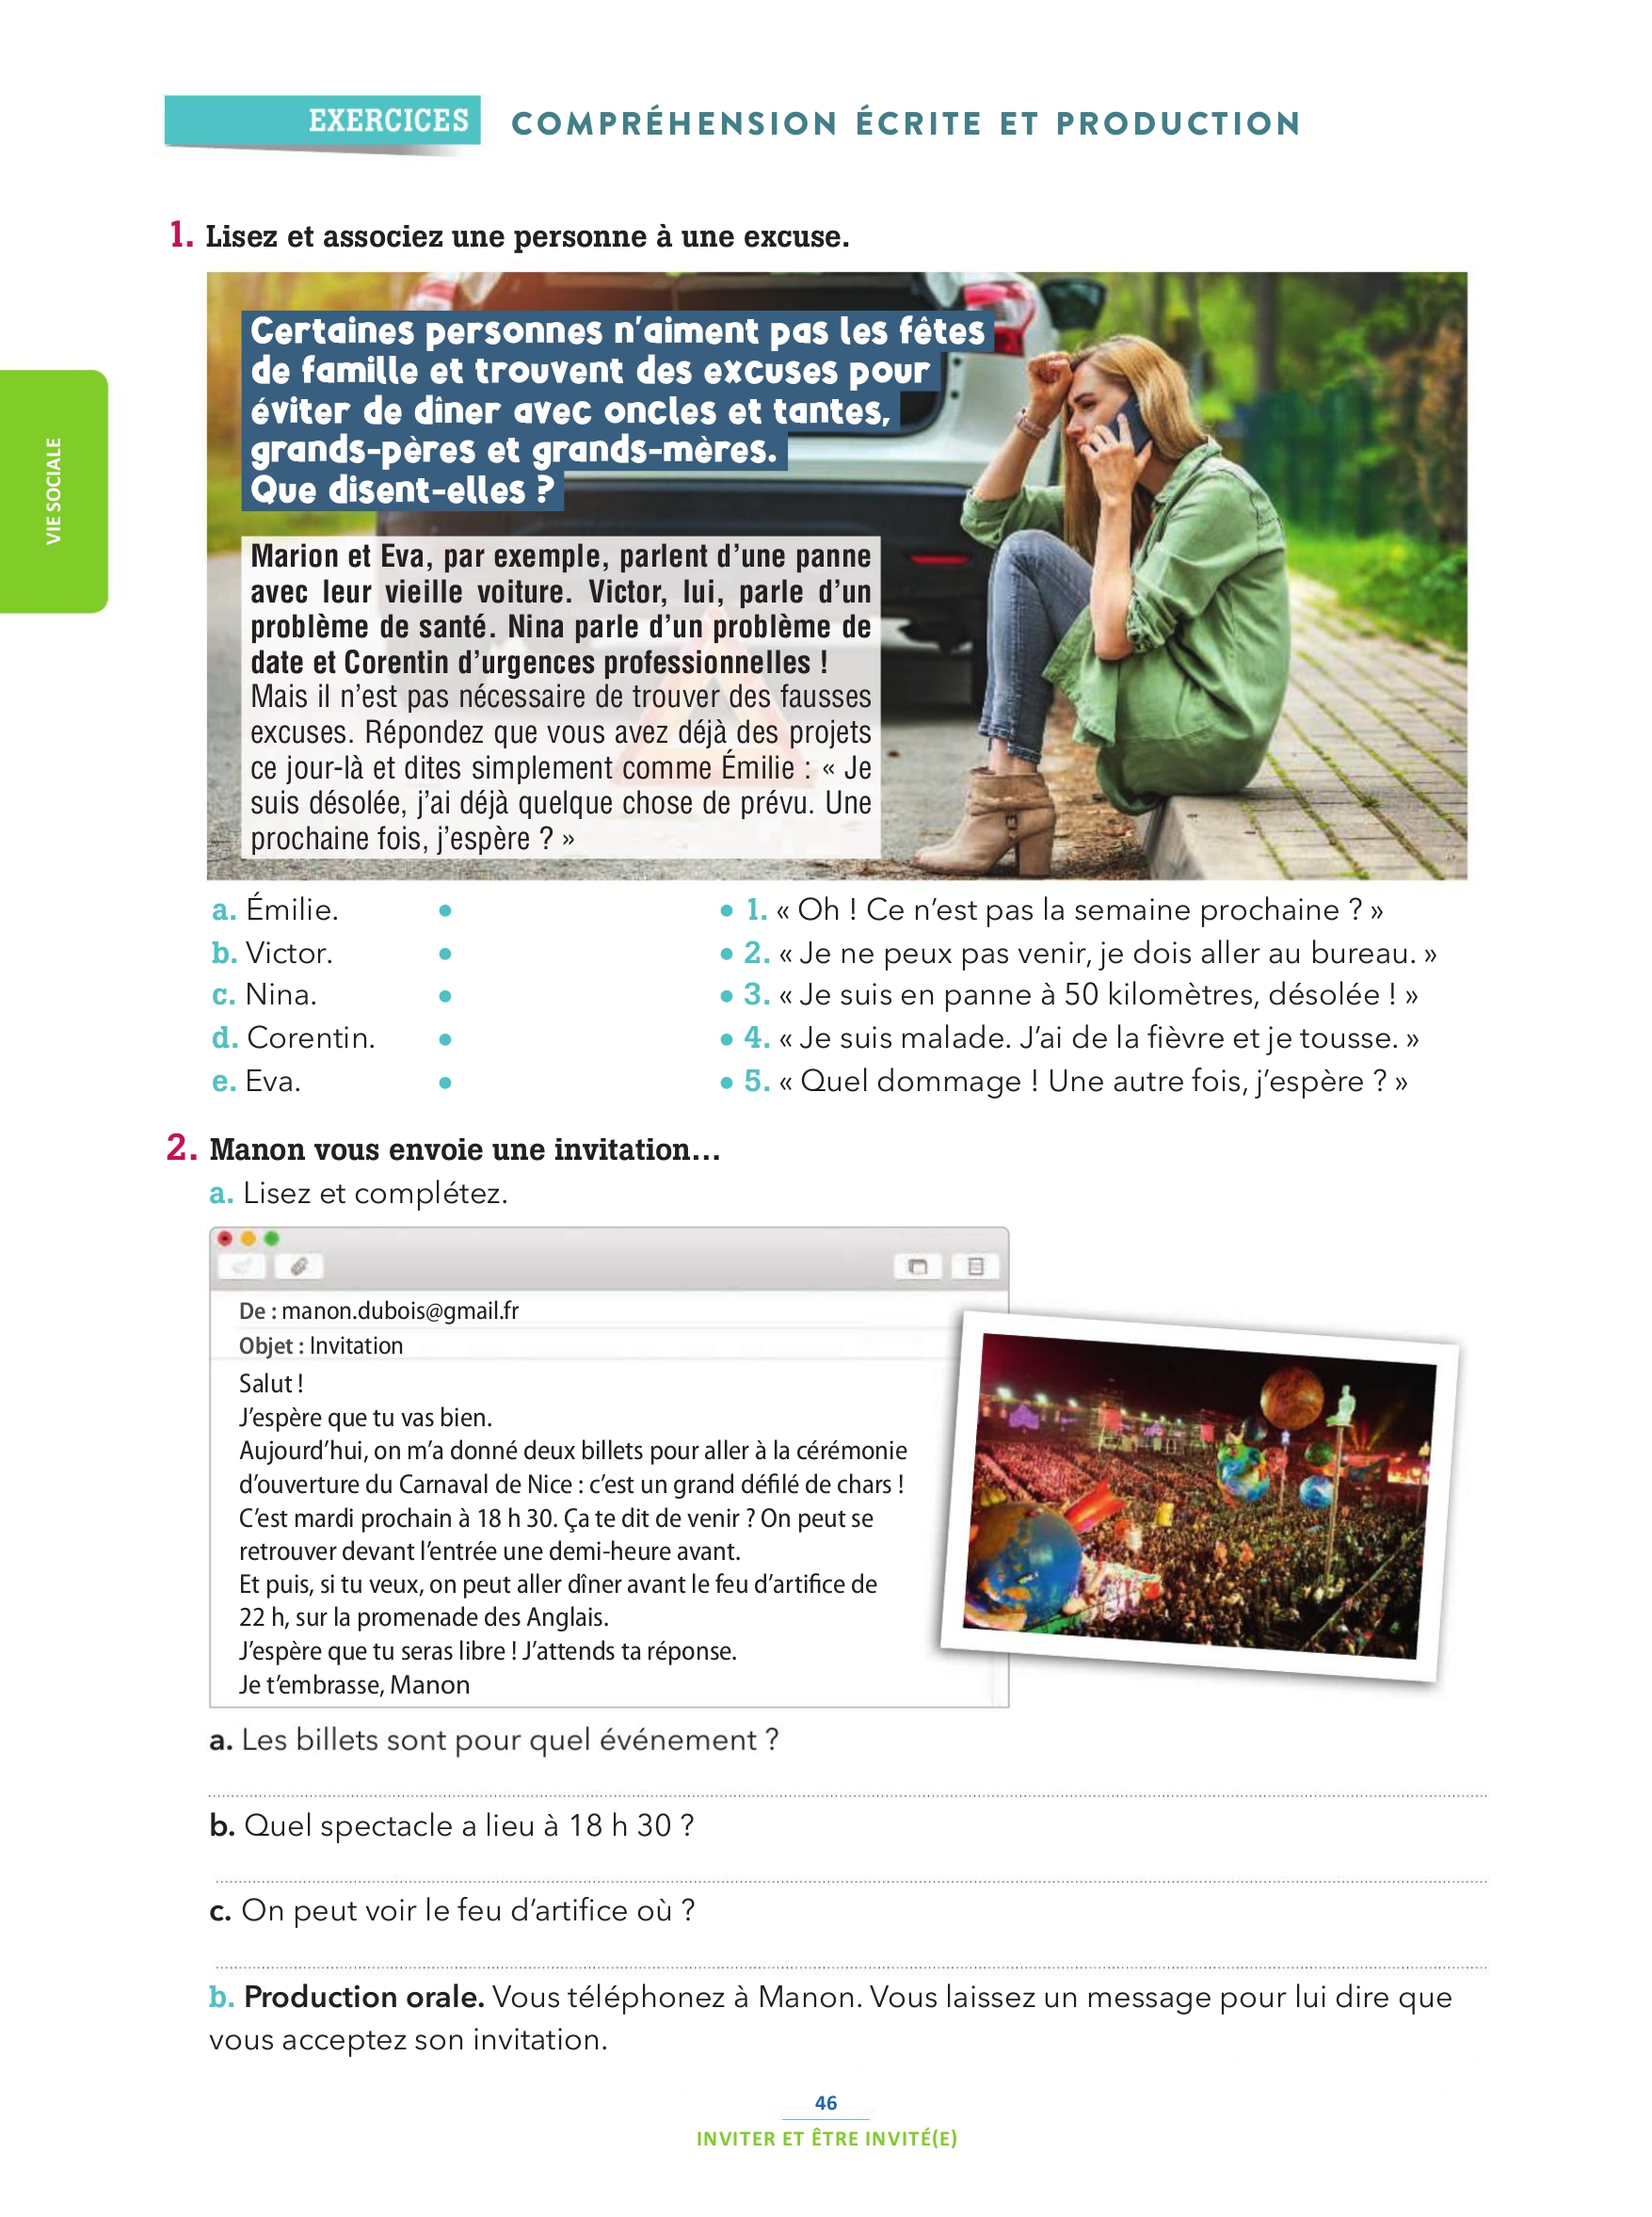 EXERCICES
COMPRÉHENSION ÉCRITE ET PRODUCTION
1. Lisez et associez une personne à une excuse.
VIE SOCIALE
Certaines personnes n'aiment pas les fêtes
de famille et trouvent des excuses pour
éviter de dîner avec oncles et tantes,
grands-pères et grands-mères.
Que disent-elles ?
Marion et Eva, par exemple, parlent d'une panne
avec leur vieille voiture. Victor, lui, parle d'un
problème de santé. Nina parle d'un problème de
date et Corentin d'urgences professionnelles !
Mais il n'est pas nécessaire de trouver des fausses
excuses. Répondez que vous avez déjà des projets
ce jour-là et dites simplement comme Émilie : « Je
suis désolée, j'ai déjà quelque chose de prévu. Une
prochaine fois, j'espère ? »
a. Émilie. • • 1. « Oh ! Ce n'est pas la semaine prochaine ? »
b. Victor. • • 2. « Je ne peux pas venir, je dois aller au bureau. »
c. Nina. • • 3. « Je suis en panne à 50 kilomètres, désolée ! »
d. Corentin. • • 4. « Je suis malade. J'ai de la fièvre et je tousse. »
e. Eva. • • 5. « Quel dommage ! Une autre fois, j'espère ? »
2. Manon vous envoie une invitation...
a. Lisez et complétez.
De : manon.dubois@gmail.fr
Objet : Invitation
Salut !
J'espère que tu vas bien.
Aujourd'hui, on m'a donné deux billets pour aller à la cérémonie
d'ouverture du Carnaval de Nice : c'est un grand défilé de chars !
C'est mardi prochain à 18 h 30. Ça te dit de venir ? On peut se
retrouver devant l'entrée une demi-heure avant.
Et puis, si tu veux, on peut aller dîner avant le feu d'artifice de
22 h, sur la promenade des Anglais.
J'espère que tu seras libre ! J'attends ta réponse.
Je t'embrasse, Manon
a. Les billets sont pour quel événement ?
b. Quel spectacle a lieu à 18 h 30 ?
c. On peut voir le feu d'artifice où ?
b. Production orale. Vous téléphonez à Manon. Vous laissez un message pour lui dire que
vous acceptez son invitation.
46
INVITER ET ÊTRE INVITÉ(E)